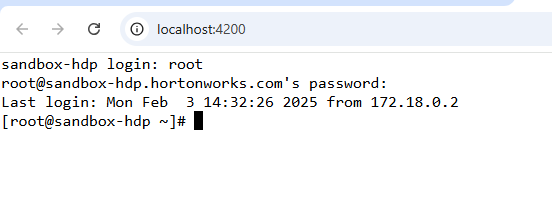 localhost:4200
sandbox-hdp login: root
root@sandbox-hdp.hortonworks.com's password:
Last login: Mon Feb  3 14:32:26 2025 from 172.18.0.2
[root@sandbox-hdp ~]#